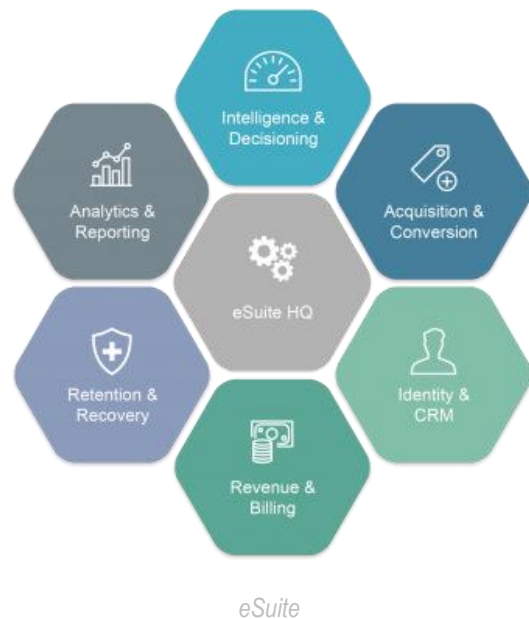 Intelligence &
Decisioning
Analytics &
Reporting
Acquisition &
Conversion
eSuite HQ
Retention &
Recovery
Identity &
CRM
Revenue &
Billing
eSuite